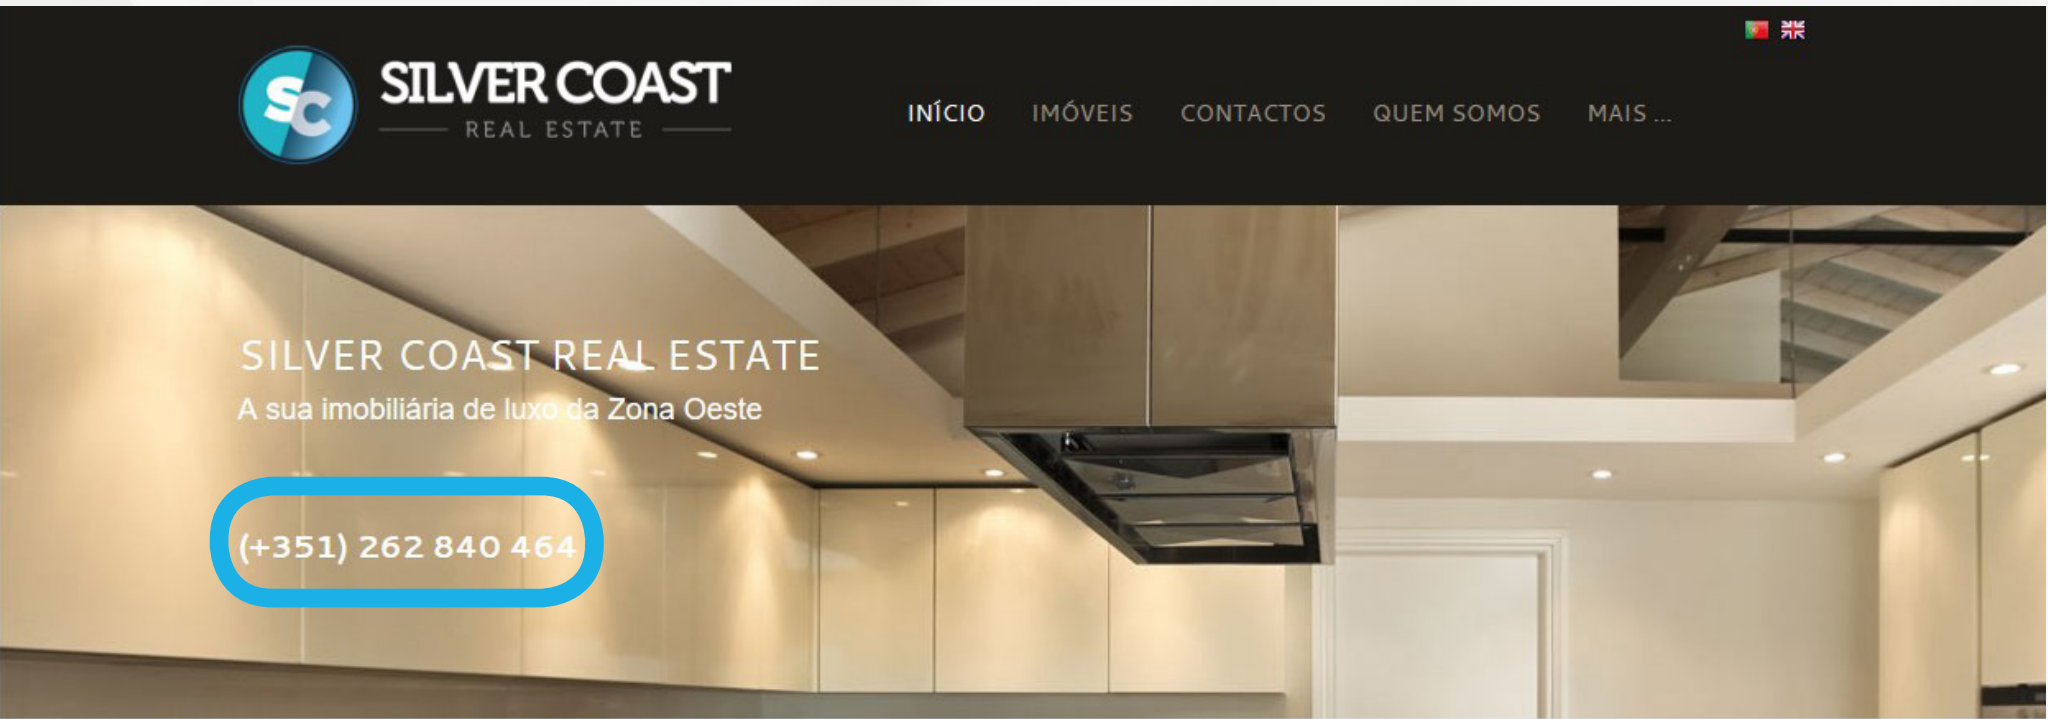 SC
SILVER COAST
REAL ESTATE
INÍCIO IMÓVEIS CONTACTOS QUEM SOMOS MAIS ...
SILVER COAST REAL ESTATE
A sua imobiliária de luxo da Zona Oeste
(+351) 262 840 464